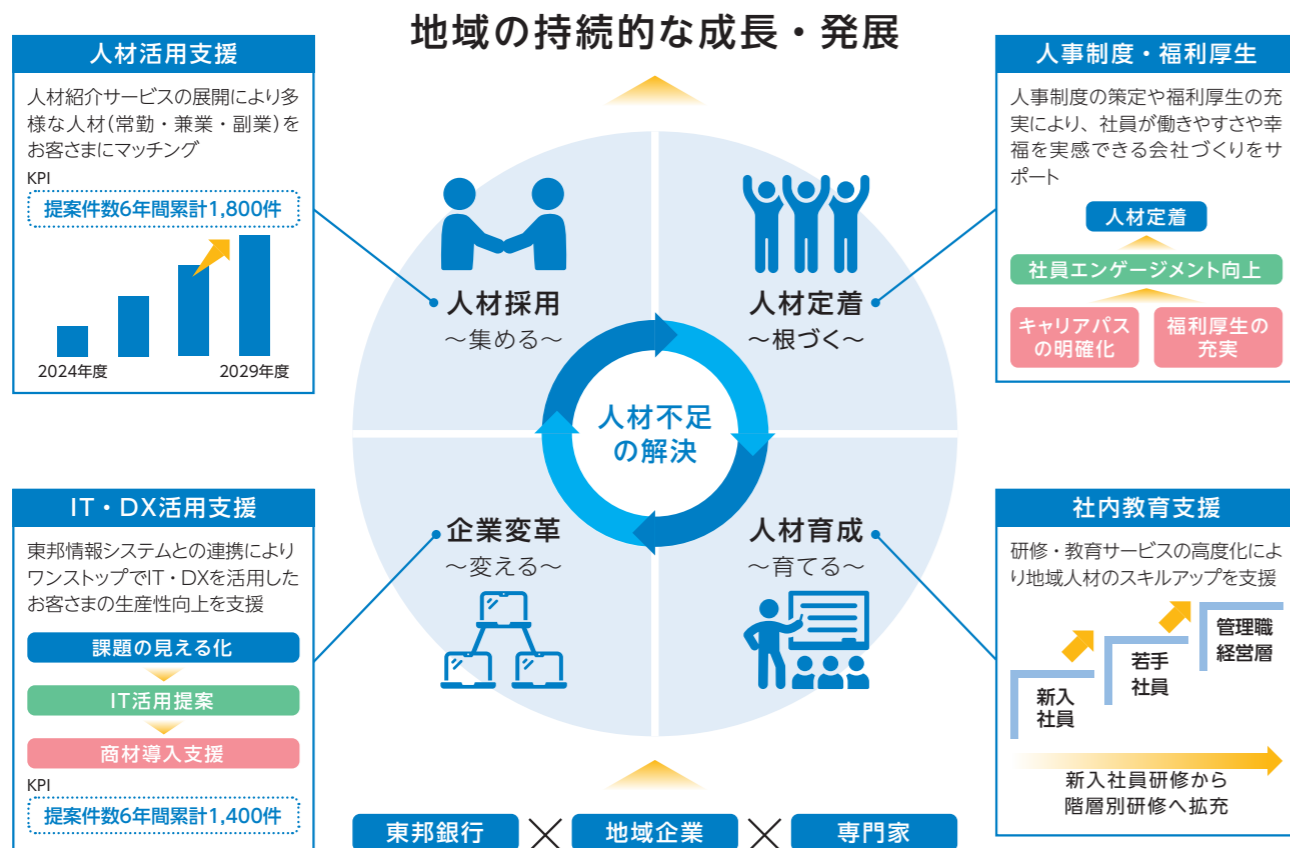 地域の持続的な成長・発展
人材活用支援
人材紹介サービスの展開により多
様な人材(常勤・兼業・副業)を
お客さまにマッチング
KPI
提案件数6年間累計1,800件
2024年度
2029年度
人事制度・福利厚生
人事制度の策定や福利厚生の充
実により、社員が働きやすさや幸
福を実感できる会社づくりをサ
ポート
人材定着
社員エンゲージメント向上
キャリアパス
の明確化
福利厚生の
充実
人材採用
〜集める〜
人材定着
〜根づく〜
人材不足
の解決
企業変革
〜変える〜
人材育成
〜育てる〜
IT・DX活用支援
東邦情報システムとの連携により
ワンストップでIT・DXを活用した
お客さまの生産性向上を支援
課題の見える化
IT活用提案
商材導入支援
KPI
提案件数6年間累計1,400件
社内教育支援
研修・教育サービスの高度化によ
り地域人材のスキルアップを支援
新入
社員
若手
社員
管理職
経営層
新入社員研修から
階層別研修へ拡充
東邦銀行 × 地域企業 × 専門家